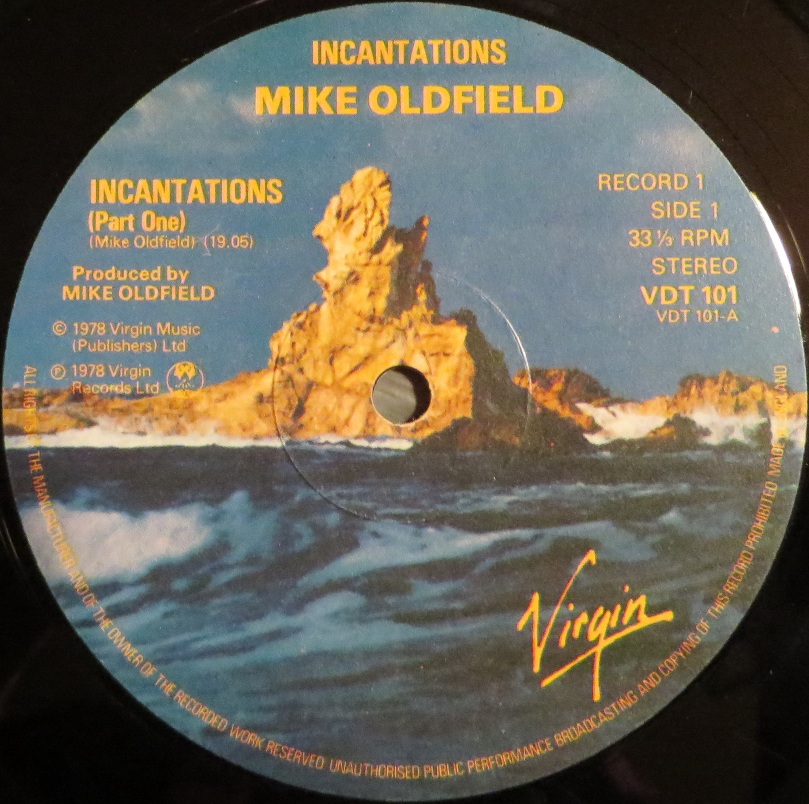 INCANTATIONS
MIKE OLDFIELD
INCANTATIONS
(Part One)
(Mike Oldfield) (19.05)
Produced by
MIKE OLDFIELD
© 1978 Virgin Music
(Publishers) Ltd
℗ 1978 Virgin
Records Ltd
RECORD 1
SIDE 1
33 ⅓ RPM
STEREO
VDT 101
VDT 101-A
Virgin
ALL RIGHTS OF THE MANUFACTURER AND OF THE OWNER OF THE RECORDED WORK RESERVED. UNAUTHORISED PUBLIC PERFORMANCE BROADCASTING AND COPYING OF THIS RECORD PROHIBITED MADE IN ENGLAND